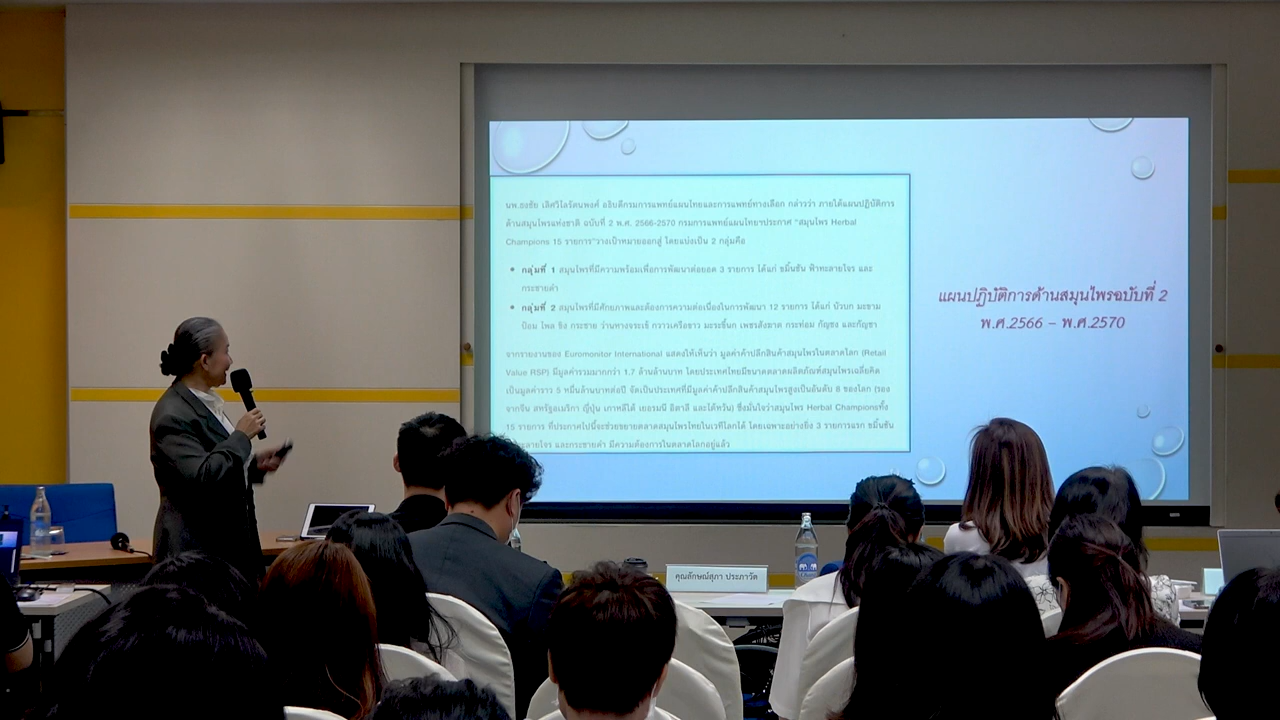 นพ.ธงชัย เลิศวิไลรัตนพงศ์ อธิบดีกรมการแพทย์แผนไทยและการแพทย์ทางเลือก กล่าวว่า ภายใต้แผนปฏิบัติการ
ด้านสมุนไพรแห่งชาติ ฉบับที่ 2 พ.ศ. 2566-2570 กรมการแพทย์แผนไทยฯประกาศ "สมุนไพร Herbal
Champions 15 รายการ"วางเป้าหมายออกสู่ โดยแบ่งเป็น 2 กลุ่มคือ
• กลุ่มที่ 1 สมุนไพรที่มีความพร้อมเพื่อการพัฒนาต่อยอด 3 รายการ ได้แก่ ขมิ้นชัน ฟ้าทะลายโจร และ
กระชายดำ
• กลุ่มที่ 2 สมุนไพรที่มีศักยภาพและต้องการความต่อเนื่องในการพัฒนา 12 รายการ ได้แก่ บัวบก มะขาม
ป้อม ไพล ขิง กระชาย ว่านหางจระเข้ กวาวเครือขาว มะระขี้นก เพชรสังฆาต กระท่อม กัญชง และกัญชา
จากรายงานของ Euromonitor International แสดงให้เห็นว่า มูลค่าค้าปลีกสินค้าสมุนไพรในตลาดโลก (Retail
Value RSP) มีมูลค่ารวมมากกว่า 1.7 ล้านล้านบาท โดยประเทศไทยมีขนาดตลาดผลิตภัณฑ์สมุนไพรเฉลี่ยคิด
เป็นมูลค่าราว 5 หมื่นล้านบาทต่อปี จัดเป็นประเทศที่มีมูลค่าค้าปลีกสินค้าสมุนไพรสูงเป็นอันดับ 8 ของโลก (รอง
จากจีน สหรัฐอเมริกา ญี่ปุ่น เกาหลีใต้ เยอรมนี อิตาลี และไต้หวัน) ซึ่งมั่นใจว่าสมุนไพร Herbal Championsทั้ง
15 รายการ ที่ประกาศไปนี้จะช่วยขยายตลาดสมุนไพรไทยในเวทีโลกได้ โดยเฉพาะอย่างยิ่ง 3 รายการแรก ขมิ้นชัน
ทะลายโจร และกระชายดำ มีความต้องการในตลาดโลกอยู่แล้ว
แผนปฏิบัติการด้านสมุนไพรฉบับที่ 2
พ.ศ.2566 – พ.ศ.2570
คุณลักษณ์สุภา ประภาวัต